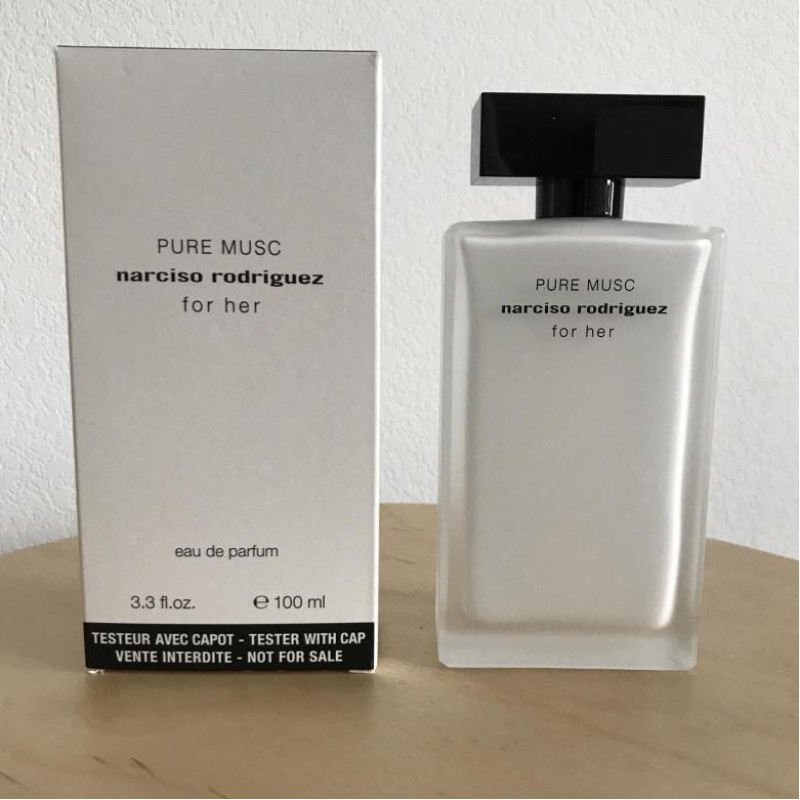 PURE MUSC
narciso rodriguez
for her
eau de parfum
3.3 fl.oz. ℮ 100 ml
TESTEUR AVEC CAPOT - TESTER WITH CAP
VENTE INTERDITE - NOT FOR SALE
PURE MUSC
narciso rodriguez
for her